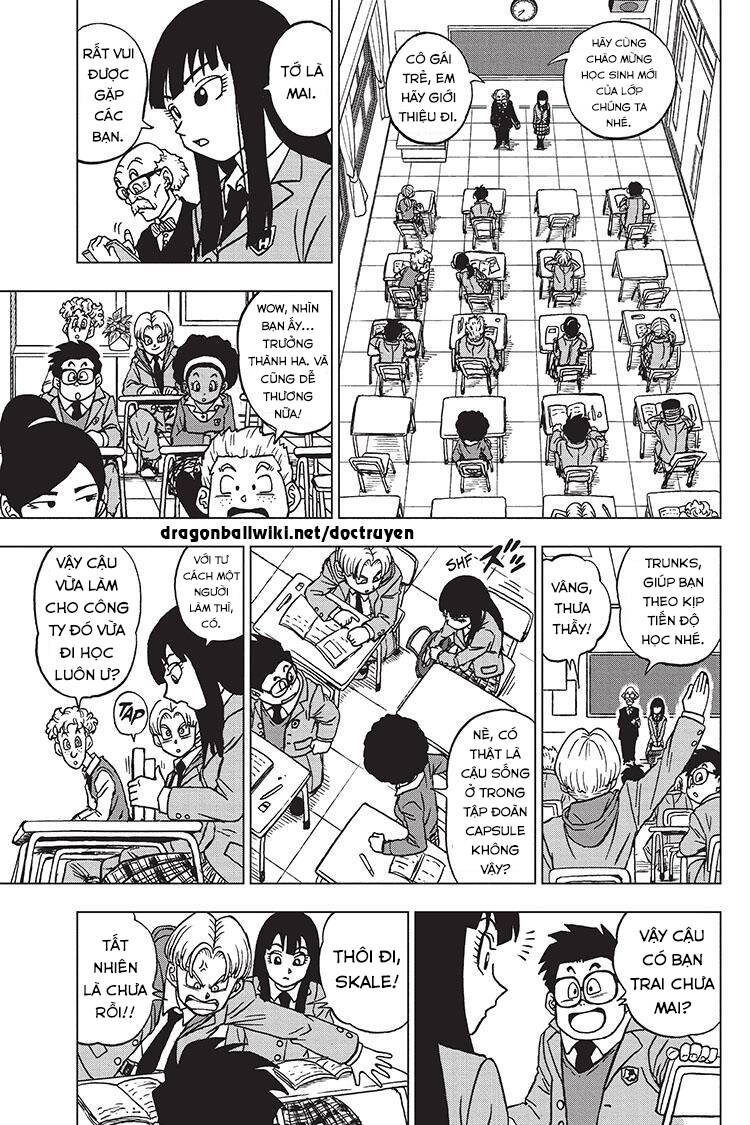 HÃY CÙNG
CHÀO MỪNG
HỌC SINH MỚI
CỦA LỚP
CHÚNG TA
NHÉ.
CÔ GÁI
TRẺ, EM
HÃY GIỚI
THIỆU ĐI.
TỚ LÀ
MAI.
RẤT VUI
ĐƯỢC
GẶP
CÁC
BẠN.
WOW, NHÌN
BẠN ẤY...
TRƯỞNG
THÀNH HA. VÀ
CŨNG DỄ
THƯƠNG
NỮA!
dragonballwiki.net/doctruyen
TRUNKS,
GIÚP BẠN
THEO KỊP
TIẾN ĐỘ
HỌC NHÉ.
VÂNG,
THƯA
THẦY!
SHF
ズズ
NÈ, CÓ
THẬT LÀ
CẬU SỐNG
Ở TRONG
TẬP ĐOÀN
CAPSULE
KHÔNG
VẬY?
VỚI TƯ
CÁCH MỘT
NGƯỜI
LÀM THÌ,
CÓ.
VẬY CẬU
VỪA LÀM
CHO CÔNG
TY ĐÓ VỪA
ĐI HỌC
LUÔN Ư?
TAP
VẬY CẬU
CÓ BẠN
TRAI CHƯA
MAI?
THÔI ĐI,
SKALE!
TẤT
NHIÊN
LÀ CHƯA
RỒI!!